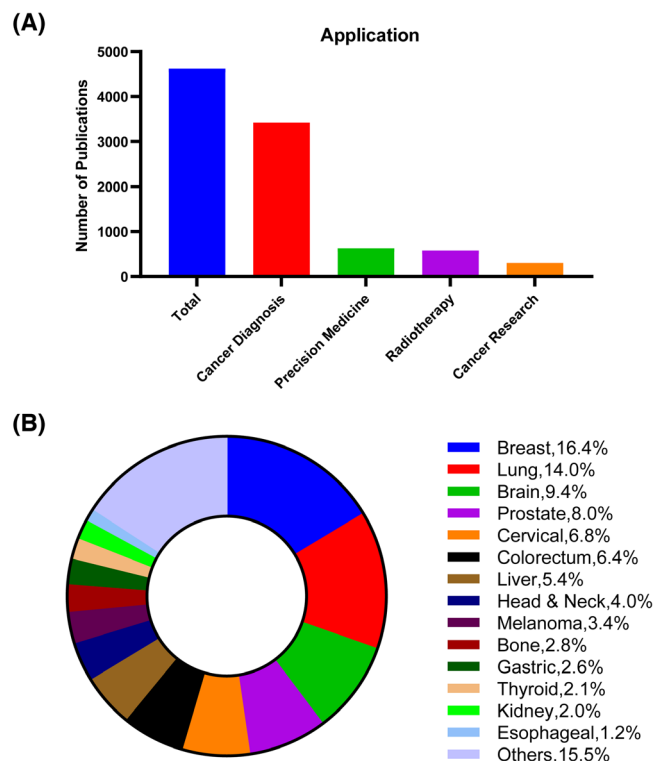 (A)
Application
Number of Publications
5000
4000
3000
2000
1000
0
Total
Cancer Diagnosis
Precision Medicine
Radiotherapy
Cancer Research
(B)
Breast,16.4%
Lung,14.0%
Brain,9.4%
Prostate,8.0%
Cervical,6.8%
Colorectum,6.4%
Liver,5.4%
Head & Neck,4.0%
Melanoma,3.4%
Bone,2.8%
Gastric,2.6%
Thyroid,2.1%
Kidney,2.0%
Esophageal,1.2%
Others,15.5%